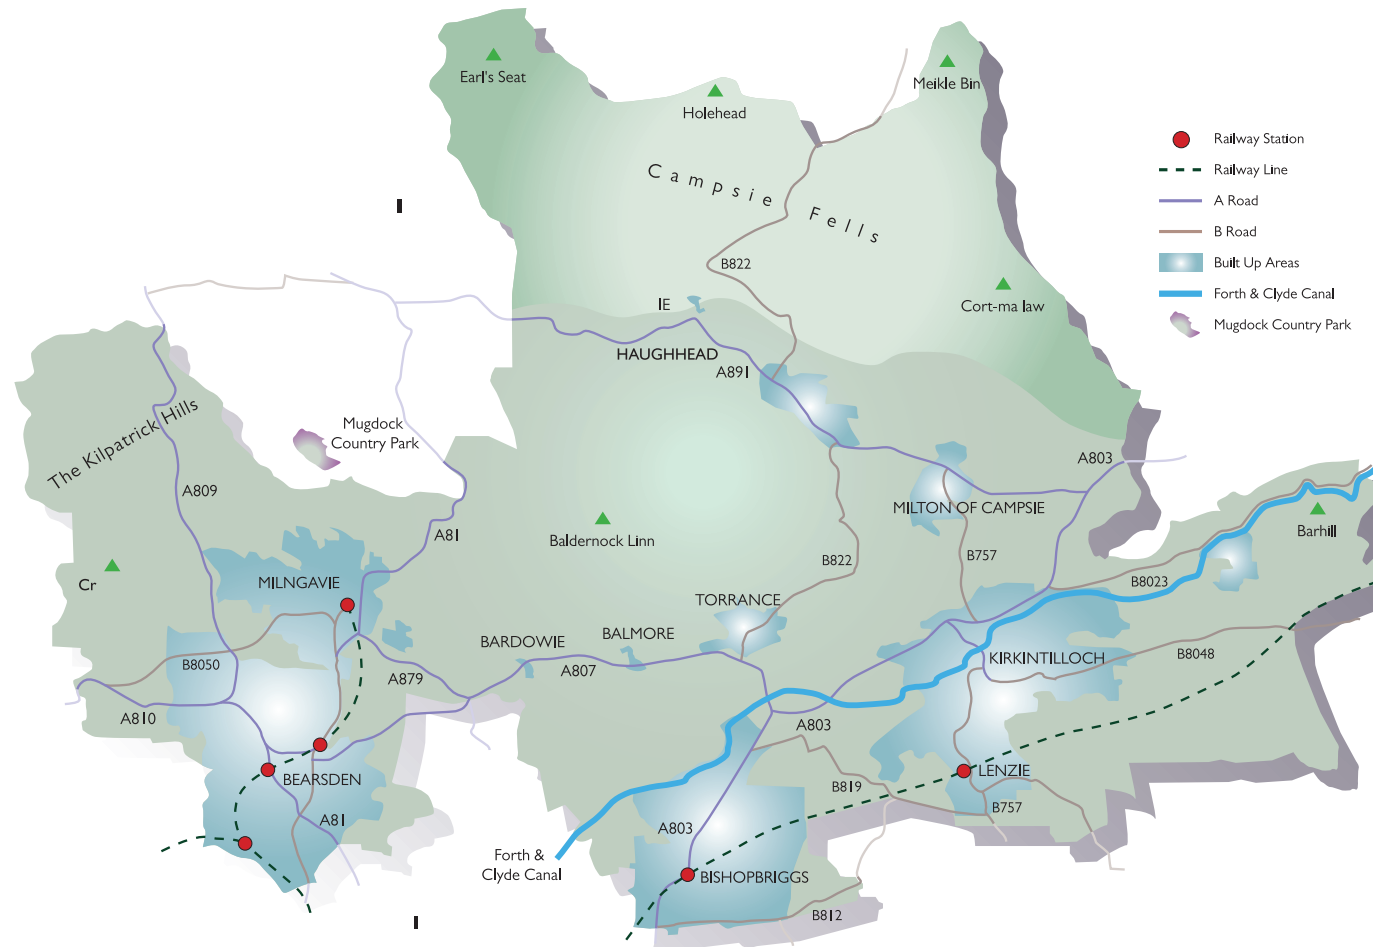 Earl's Seat
Meikle Bin
Holehead
Campsie Fells
B822
Cort-ma law
IE
HAUGHHEAD
A891
Railway Station
Railway Line
A Road
B Road
Built Up Areas
Forth & Clyde Canal
Mugdock Country Park
The Kilpatrick Hills
Mugdock
Country Park
A809
A81
A803
MILTON OF CAMPSIE
Barhill
Baldernock Linn
B822
B757
B8023
Cr
MILNGAVIE
TORRANCE
BARDOWIE
BALMORE
KIRKINTILLOCH
B8048
B8050
A879
A807
A810
A803
BEARSDEN
LENZIE
B819
B757
A81
A803
Forth &
Clyde Canal
BISHOPBRIGGS
B812